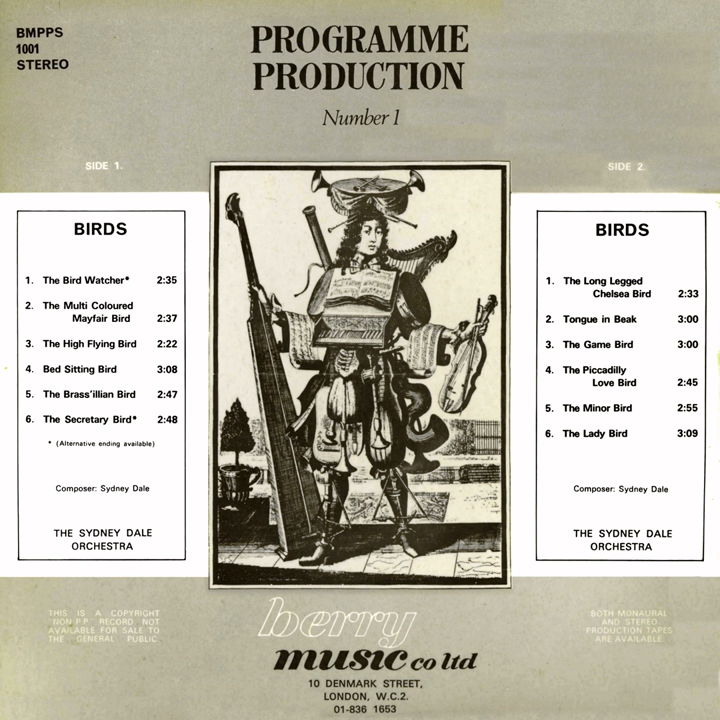 BMPPS
1001
STEREO
PROGRAMME
PRODUCTION
Number 1
SIDE 1.
BIRDS
1. The Bird Watcher* 2:35
2. The Multi Coloured
Mayfair Bird 2:37
3. The High Flying Bird 2:22
4. Bed Sitting Bird 3:08
5. The Brass'illian Bird 2:47
6. The Secretary Bird* 2:48
* (Alternative ending available)
Composer: Sydney Dale
THE SYDNEY DALE
ORCHESTRA
SIDE 2.
BIRDS
1. The Long Legged
Chelsea Bird 2:33
2. Tongue in Beak 3:00
3. The Game Bird 3:00
4. The Piccadilly
Love Bird 2:45
5. The Minor Bird 2:55
6. The Lady Bird 3:09
Composer: Sydney Dale
THE SYDNEY DALE
ORCHESTRA
THIS IS A COPYRIGHT
"NON P.P." RECORD NOT
AVAILABLE FOR SALE TO
THE GENERAL PUBLIC.
berry
music co ltd
10 DENMARK STREET,
LONDON, W.C.2.
01-836 1653
BOTH MONAURAL
AND STEREO
PRODUCTION TAPES
ARE AVAILABLE